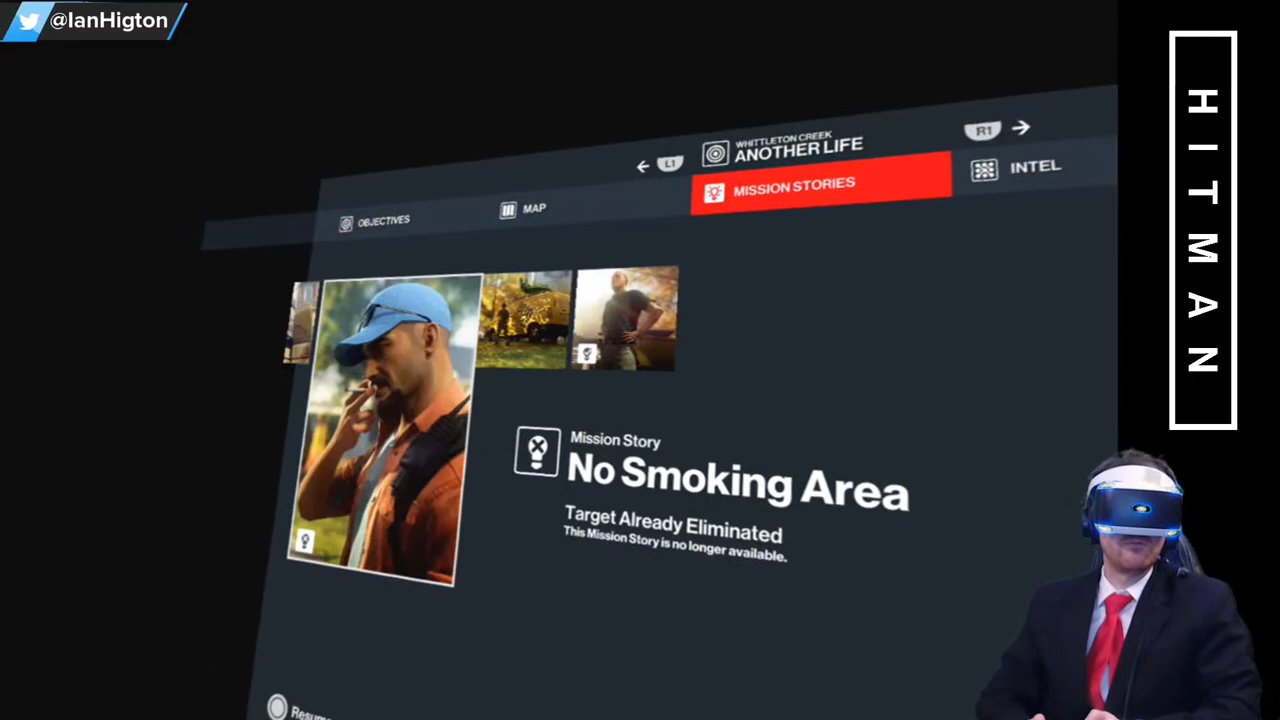 @IanHigton
HITMAN
WHITTLETON CREEK
ANOTHER LIFE
L1
R1
OBJECTIVES
MAP
MISSION STORIES
INTEL
Mission Story
No Smoking Area
Target Already Eliminated
This Mission Story is no longer available.